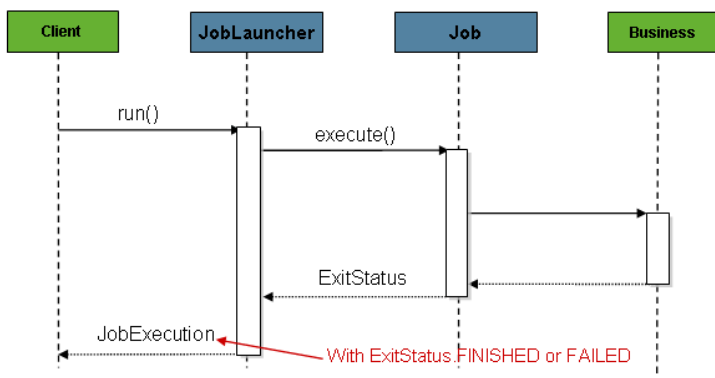 Client
JobLauncher
Job
Business
run()
execute()
ExitStatus
JobExecution
With ExitStatus.FINISHED or FAILED